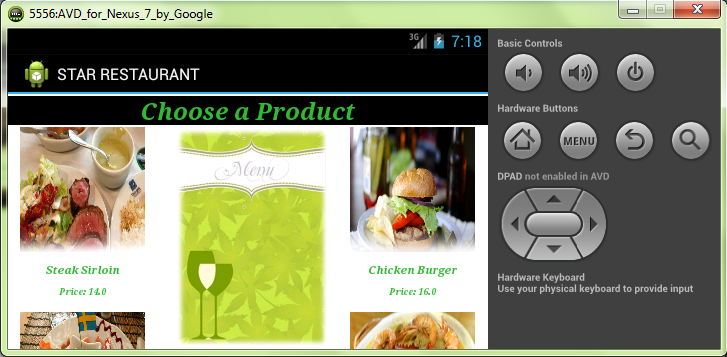 5556:AVD_for_Nexus_7_by_Google
3G 7:18
STAR RESTAURANT
Choose a Product
Menu
Steak Sirloin
Price: 14.0
Chicken Burger
Price: 16.0
Basic Controls
Hardware Buttons
MENU
DPAD not enabled in AVD
Hardware Keyboard
Use your physical keyboard to provide input